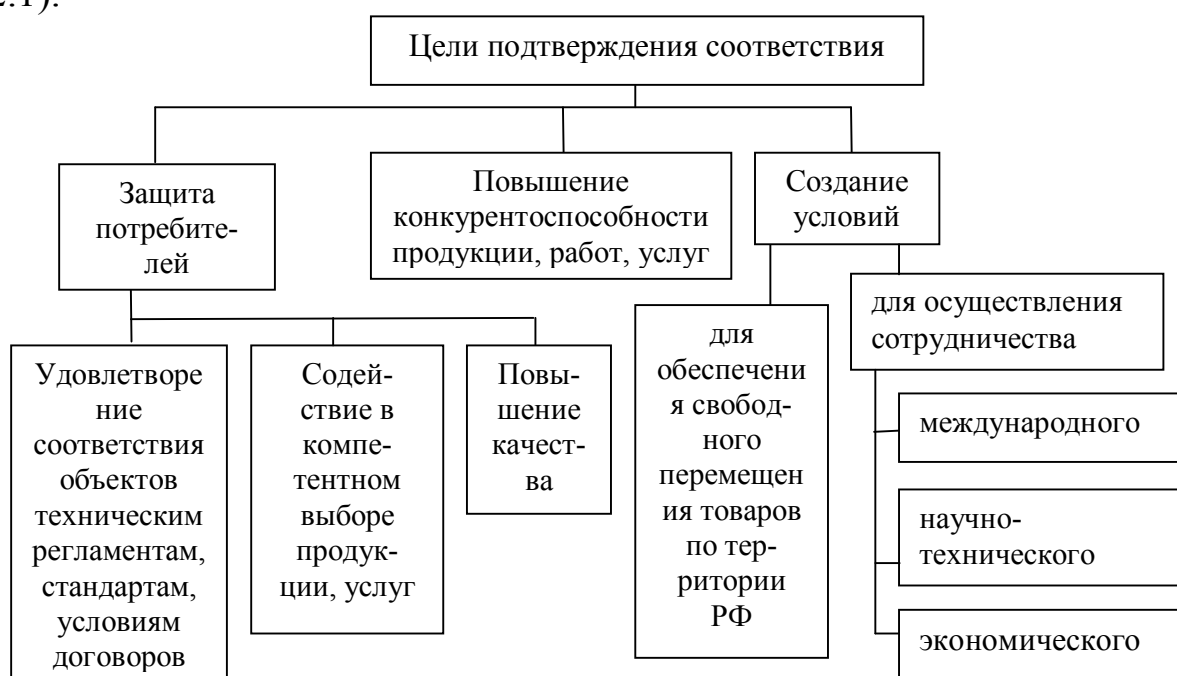 2.1).
Цели подтверждения соответствия
Защита
потребите-
лей
Повышение
конкурентоспособности
продукции, работ, услуг
Создание
условий
Удовлетворе
ние
соответствия
объектов
техническим
регламентам,
стандартам,
условиям
договоров
Содей-
ствие в
компе-
тентном
выборе
продук-
ции, услуг
Повы-
шение
качест-
ва
для
обеспечени
я свобод-
ного
перемещен
ия товаров
по тер-
ритории
РФ
для осуществления
сотрудничества
международного
научно-
технического
экономического